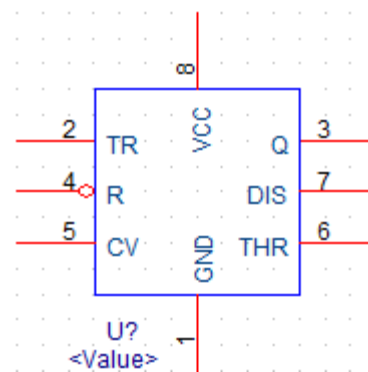 8
VCC
2 TR Q 3
4 R DIS 7
5 CV THR 6
GND
1
U?
<Value>